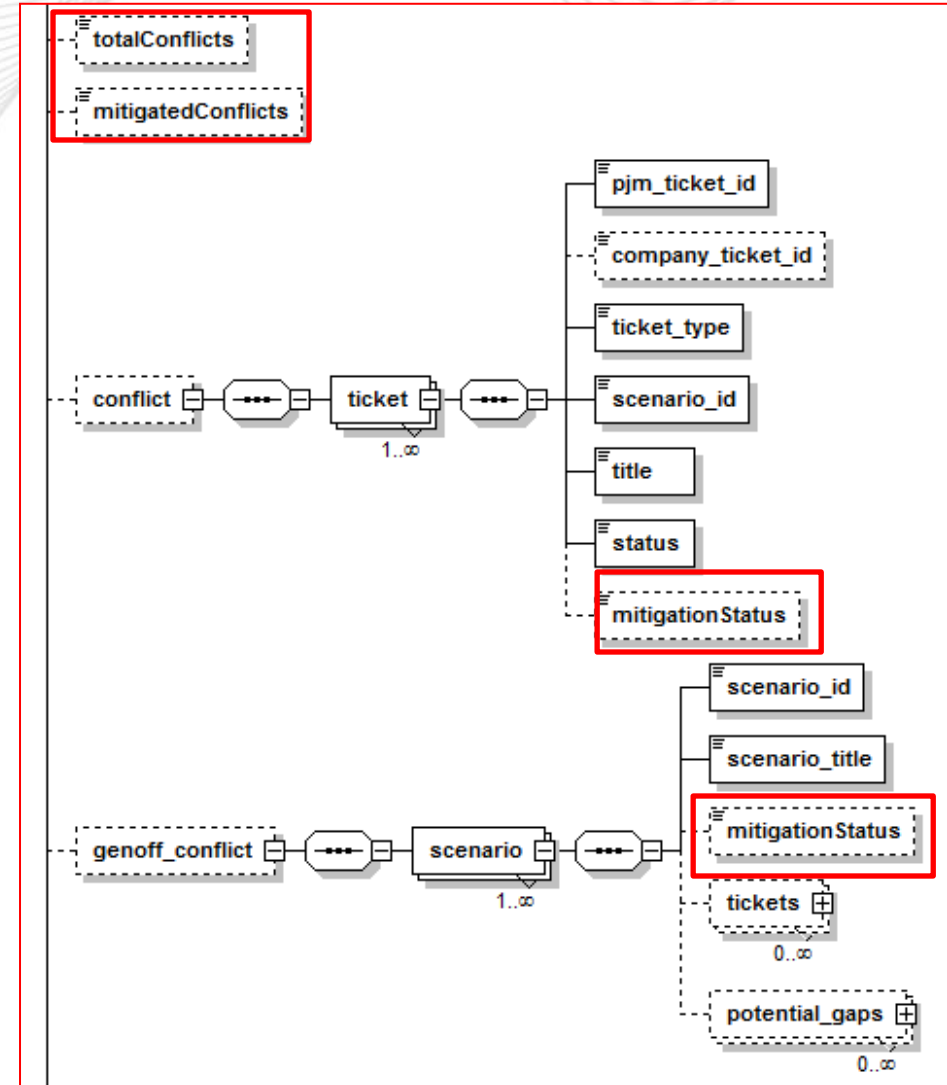 totalConflicts
mitigatedConflicts
pjm_ticket_id
company_ticket_id
ticket_type
conflict
ticket
scenario_id
1..∞
title
status
mitigationStatus
scenario_id
scenario_title
mitigationStatus
genoff_conflict
scenario
1..∞
tickets
0..∞
potential_gaps
0..∞